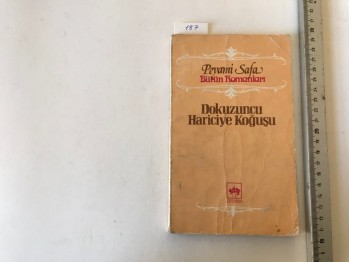 187
Peyami Safa
Bütün Romanları
Dokuzuncu
Hariciye Koğuşu